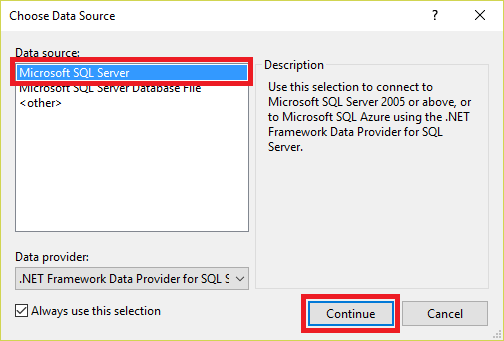 Choose Data Source
?
Data source:
Microsoft SQL Server
Microsoft SQL Server Database File
<other>
Description
Use this selection to connect to
Microsoft SQL Server 2005 or above, or
to Microsoft SQL Azure using the .NET
Framework Data Provider for SQL
Server.
Data provider:
.NET Framework Data Provider for SQL S
Always use this selection
Continue
Cancel